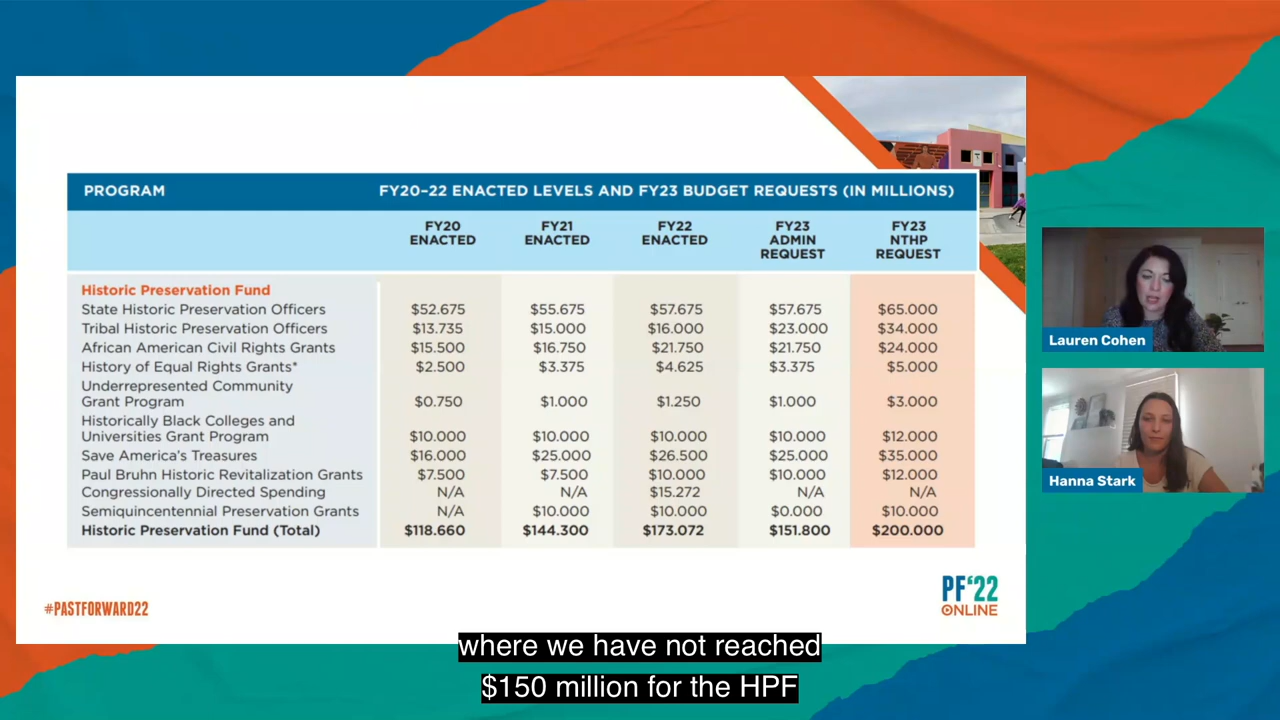 PROGRAM FY20–22 ENACTED LEVELS AND FY23 BUDGET REQUESTS (IN MILLIONS)
FY20 ENACTED FY21 ENACTED FY22 ENACTED FY23 ADMIN REQUEST FY23 NTHP REQUEST
Historic Preservation Fund
State Historic Preservation Officers $52.675 $55.675 $57.675 $57.675 $65.000
Tribal Historic Preservation Officers $13.735 $15.000 $16.000 $23.000 $34.000
African American Civil Rights Grants $15.500 $16.750 $21.750 $21.750 $24.000
History of Equal Rights Grants* $2.500 $3.375 $4.625 $3.375 $5.000
Underrepresented Community
Grant Program $0.750 $1.000 $1.250 $1.000 $3.000
Historically Black Colleges and
Universities Grant Program $10.000 $10.000 $10.000 $10.000 $12.000
Save America's Treasures $16.000 $25.000 $26.500 $25.000 $35.000
Paul Bruhn Historic Revitalization Grants $7.500 $7.500 $10.000 $10.000 $12.000
Congressionally Directed Spending N/A N/A $15.272 N/A N/A
Semiquincentennial Preservation Grants N/A $10.000 $10.000 $0.000 $10.000
Historic Preservation Fund (Total) $118.660 $144.300 $173.072 $151.800 $200.000
#PASTFORWARD22
PF'22
ONLINE
Lauren Cohen
Hanna Stark
where we have not reached
$150 million for the HPF